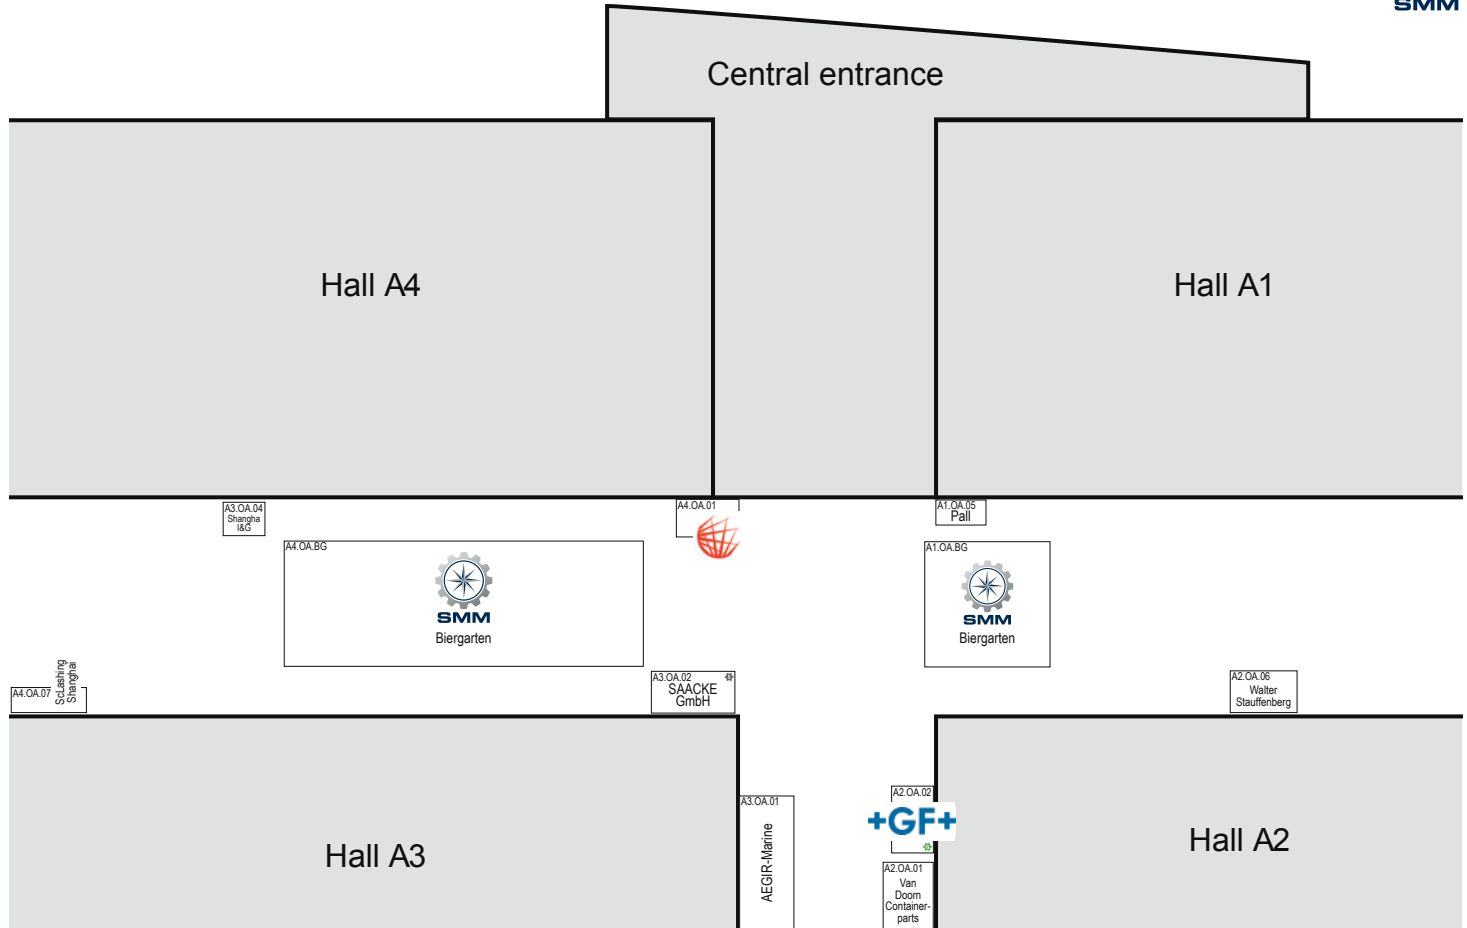 SMM
Central entrance
Hall A4
Hall A1
A3.OA.04
Shangha
I&G
A4.OA.01
A1.OA.05
Pall
A4.OA.BG
SMM
Biergarten
A1.OA.BG
SMM
Biergarten
A4.OA.07
ScLashing
Shanghai
A3.OA.02
SAACKE
GmbH
A2.OA.06
Walter
Stauffenberg
A3.OA.01
AEGIR-Marine
A2.OA.02
+GF+
A2.OA.01
Van
Doorn
Container-
parts
Hall A3
Hall A2